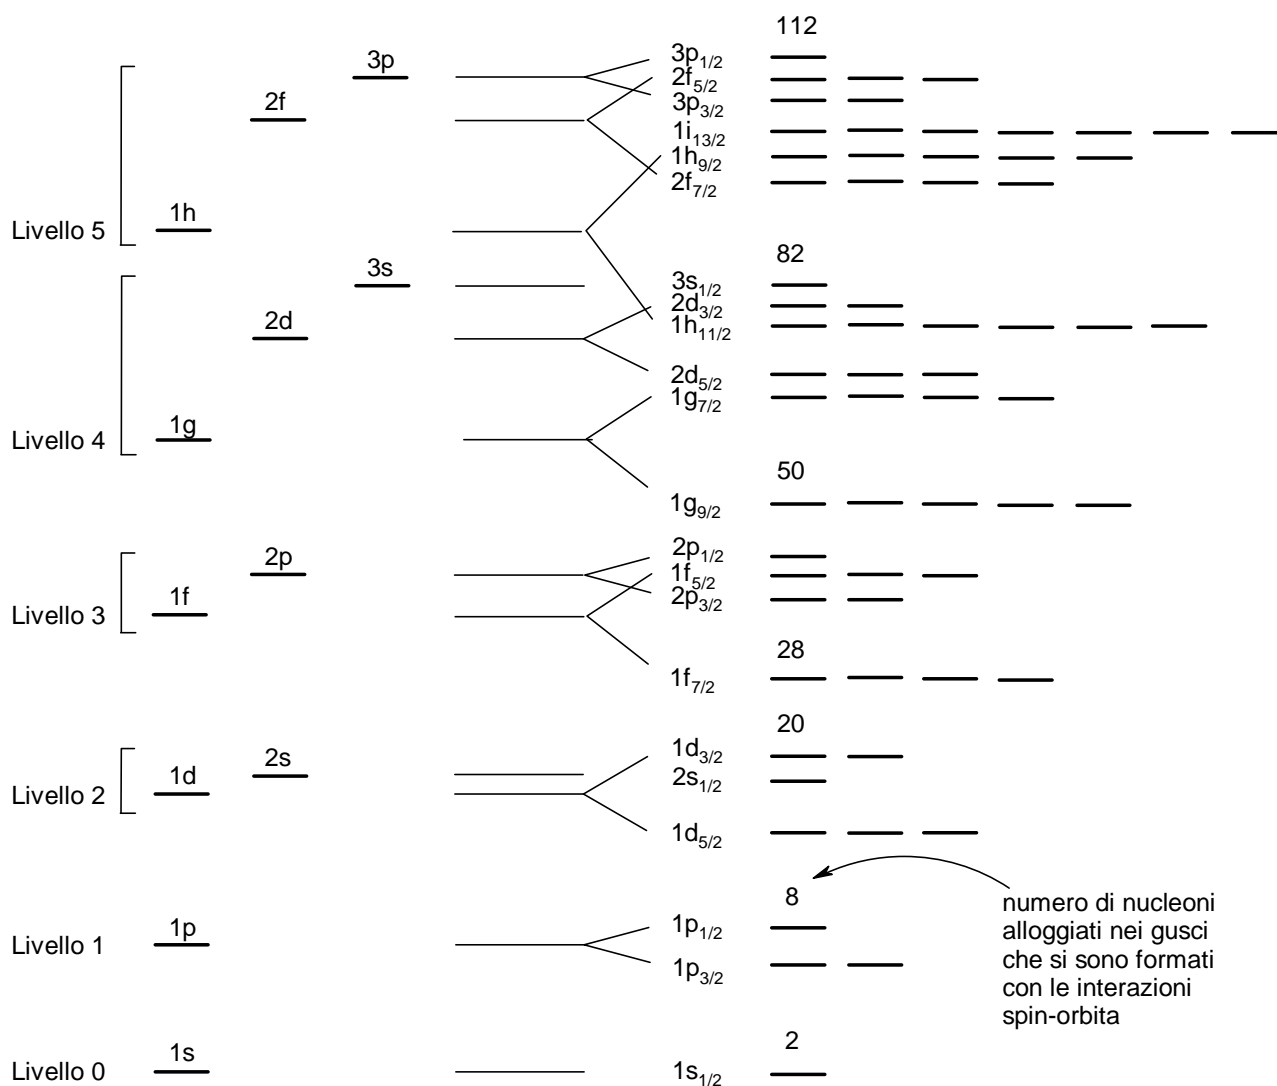 112
3p
3p1/2
2f5/2
2f
3p3/2
1i13/2
1h9/2
2f7/2
1h
Livello 5
82
3s
3s1/2
2d3/2
2d
1h11/2
2d5/2
1g7/2
1g
Livello 4
50
1g9/2
2p
2p1/2
1f5/2
1f
2p3/2
Livello 3
28
1f7/2
20
2s
1d3/2
1d
2s1/2
Livello 2
1d5/2
8
numero di nucleoni
alloggiati nei gusci
che si sono formati
con le interazioni
spin-orbita
1p
1p1/2
Livello 1
1p3/2
2
1s
Livello 0
1s1/2